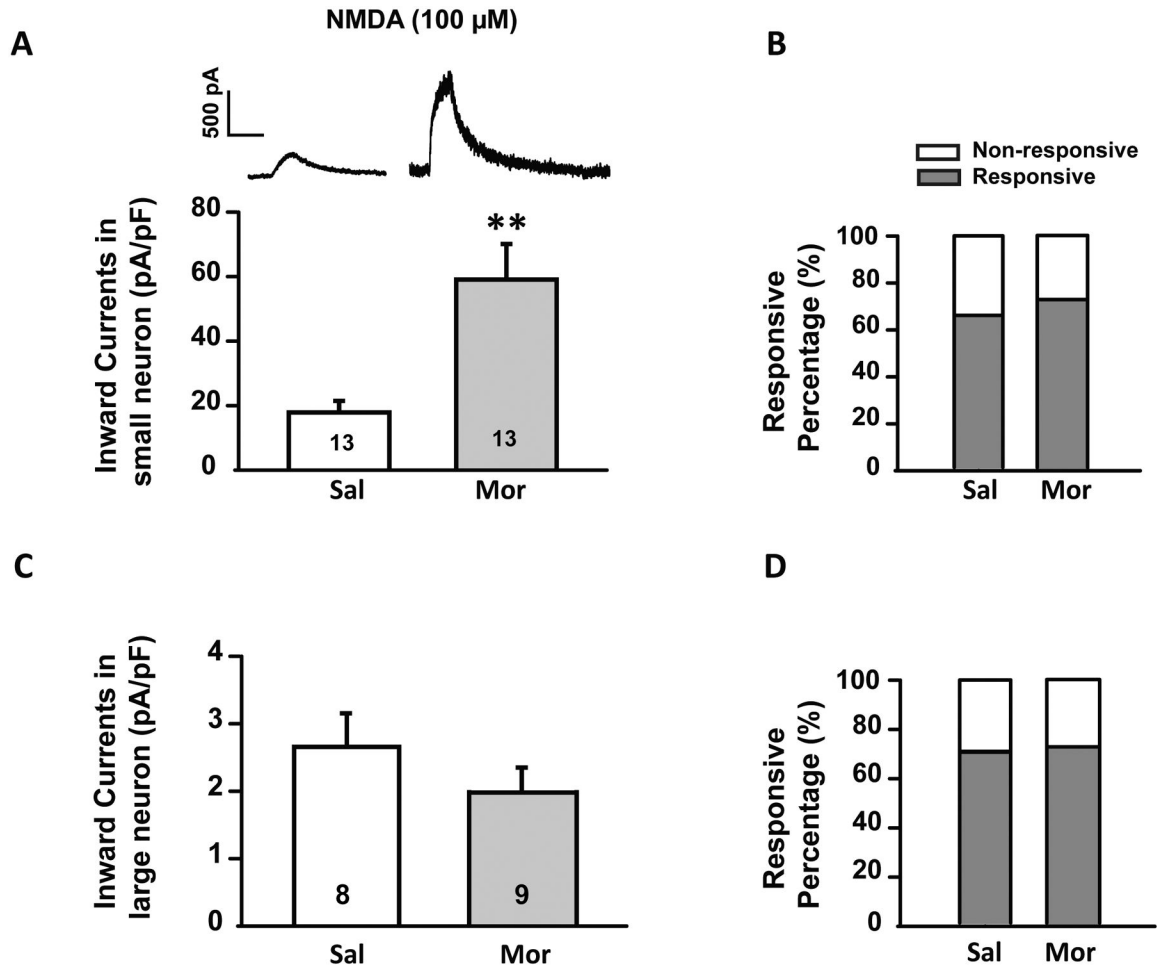 NMDA (100 µM)
A
500 pA
Inward Currents in
small neuron (pA/pF)
80
60
40
20
0
**
13
13
Sal
Mor
B
Non-responsive
Responsive
Responsive
Percentage (%)
100
80
60
40
20
0
Sal
Mor
C
Inward Currents in
large neuron (pA/pF)
4
3
2
1
0
8
9
Sal
Mor
D
Responsive
Percentage (%)
100
80
60
40
20
0
Sal
Mor